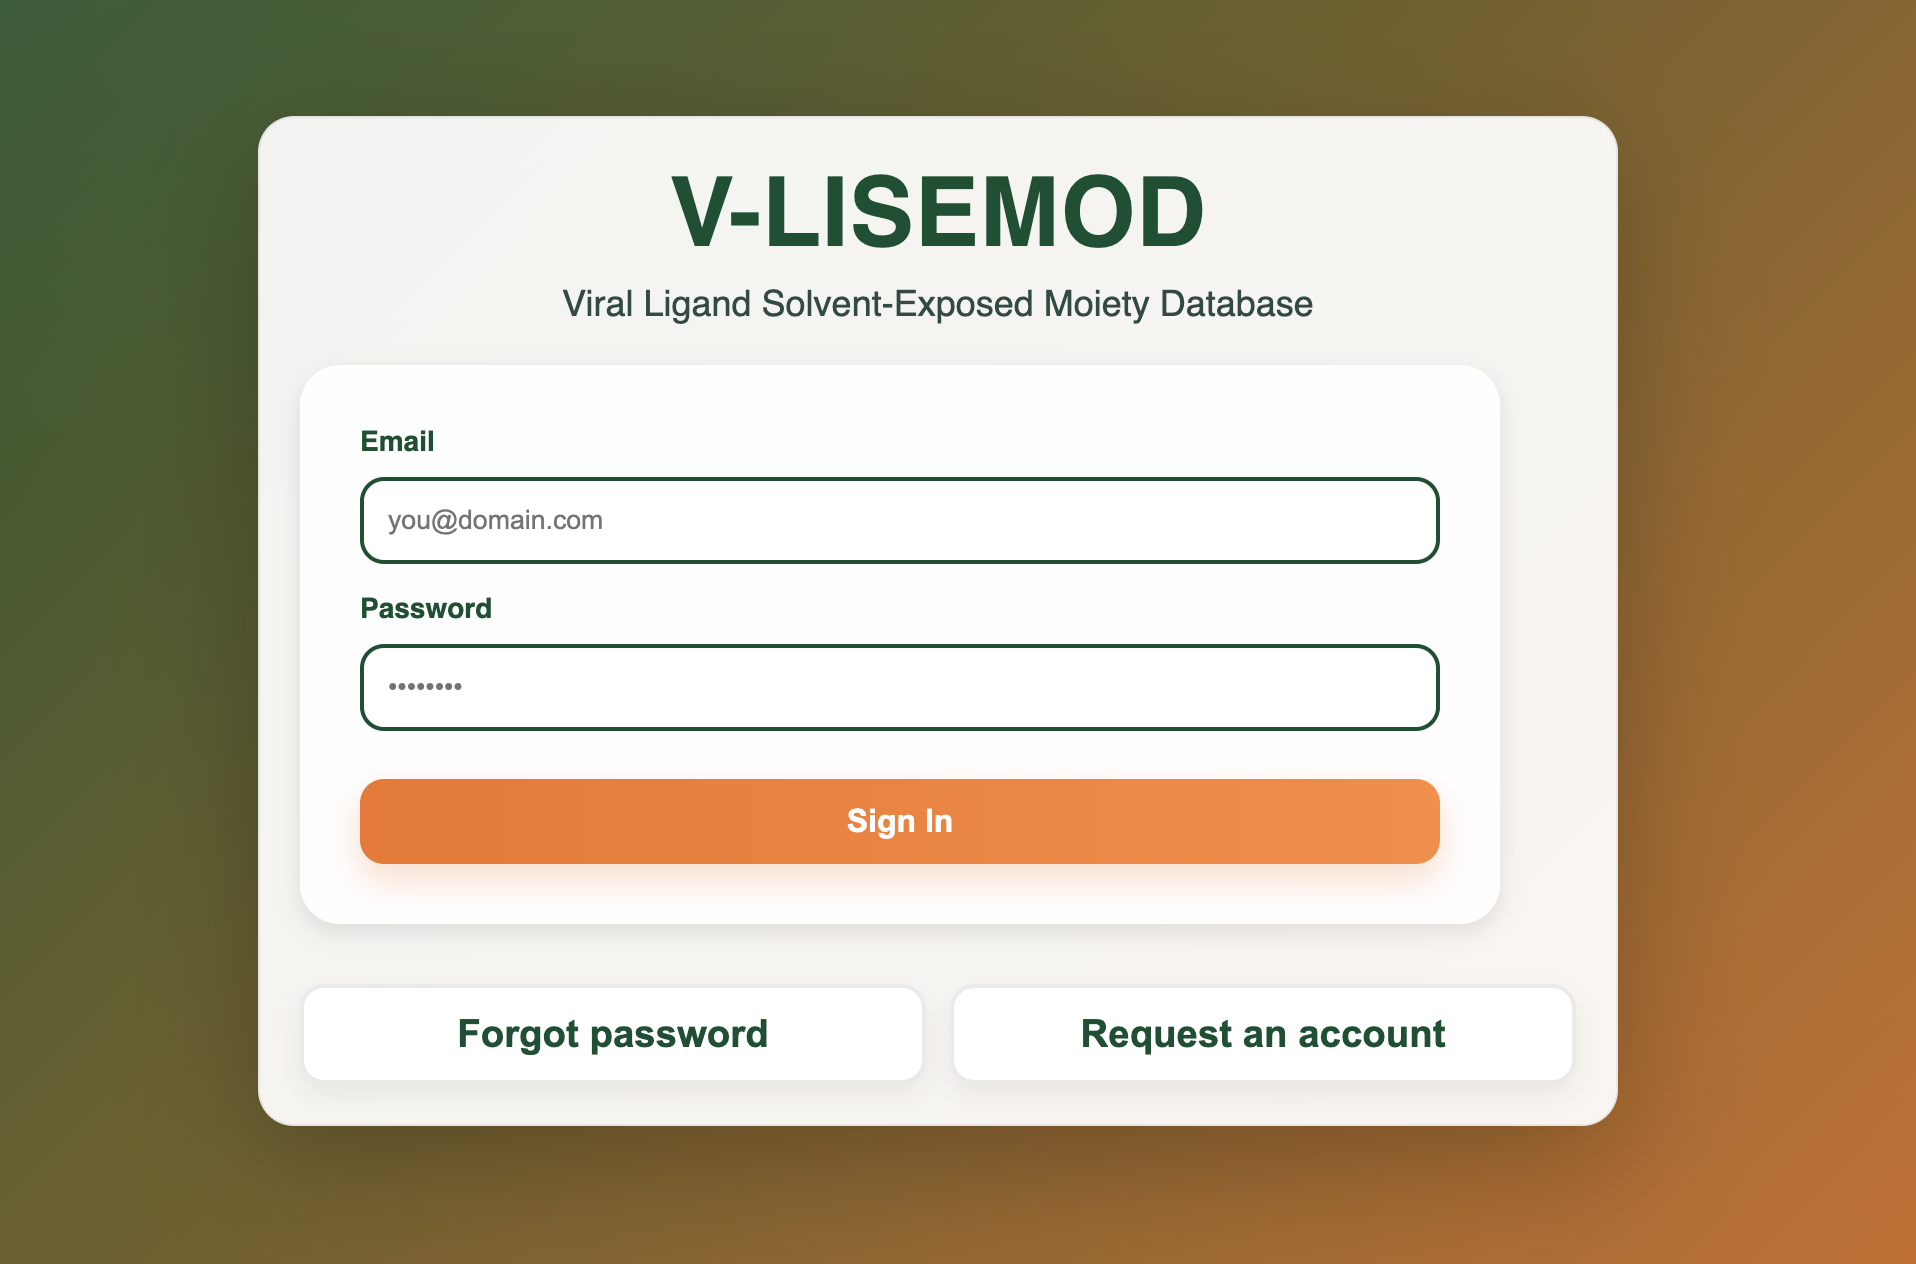 V-LISEMOD
Viral Ligand Solvent-Exposed Moiety Database
Email
you@domain.com
Password
••••••••
Sign In
Forgot password
Request an account